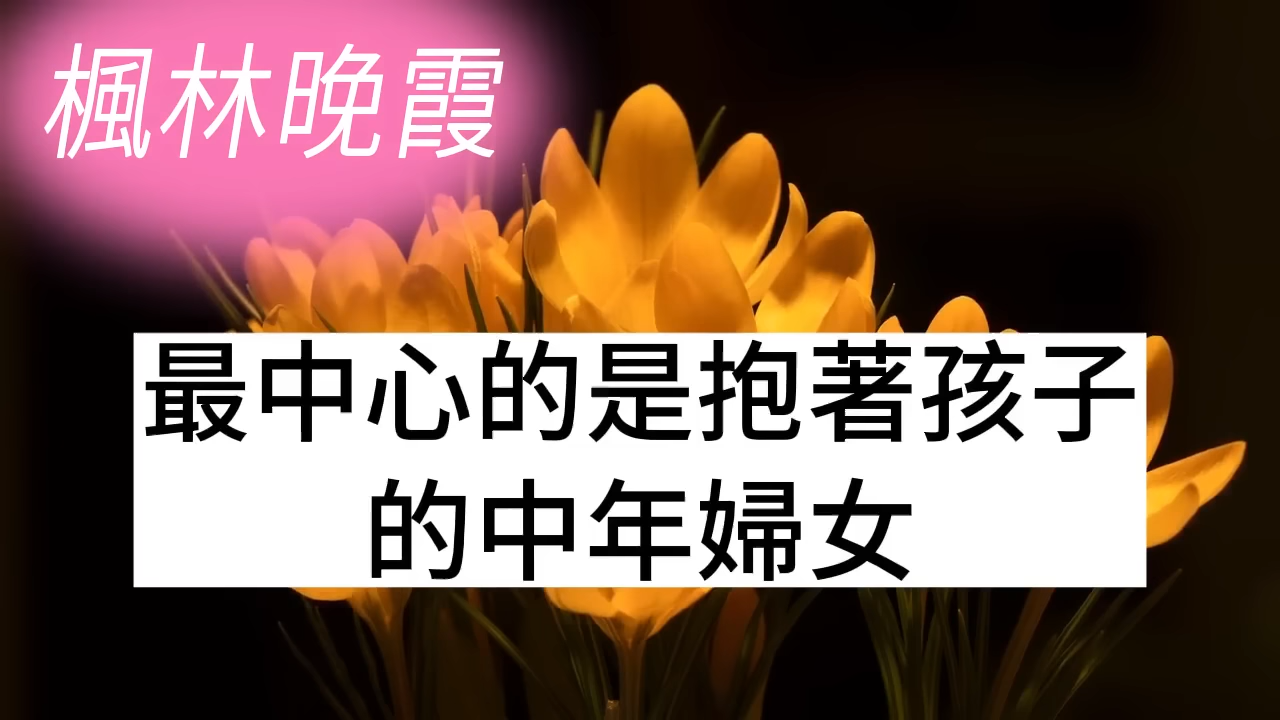 楓林晚霞
最中心的是抱著孩子
的中年婦女